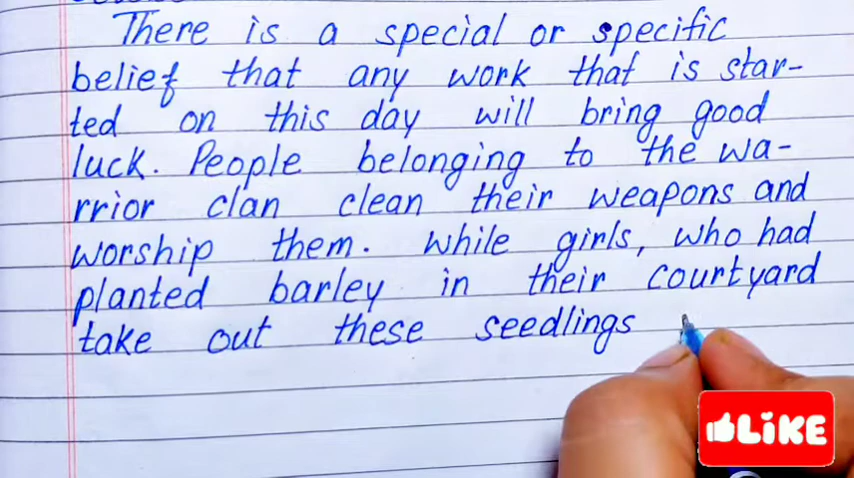 There is a special or specific
belief that any work that is star-
ted on this day will bring good
luck. People belonging to the wa-
rrior clan clean their weapons and
worship them. While girls, who had
planted barley in their courtyard
take out these seedlings
LIKE